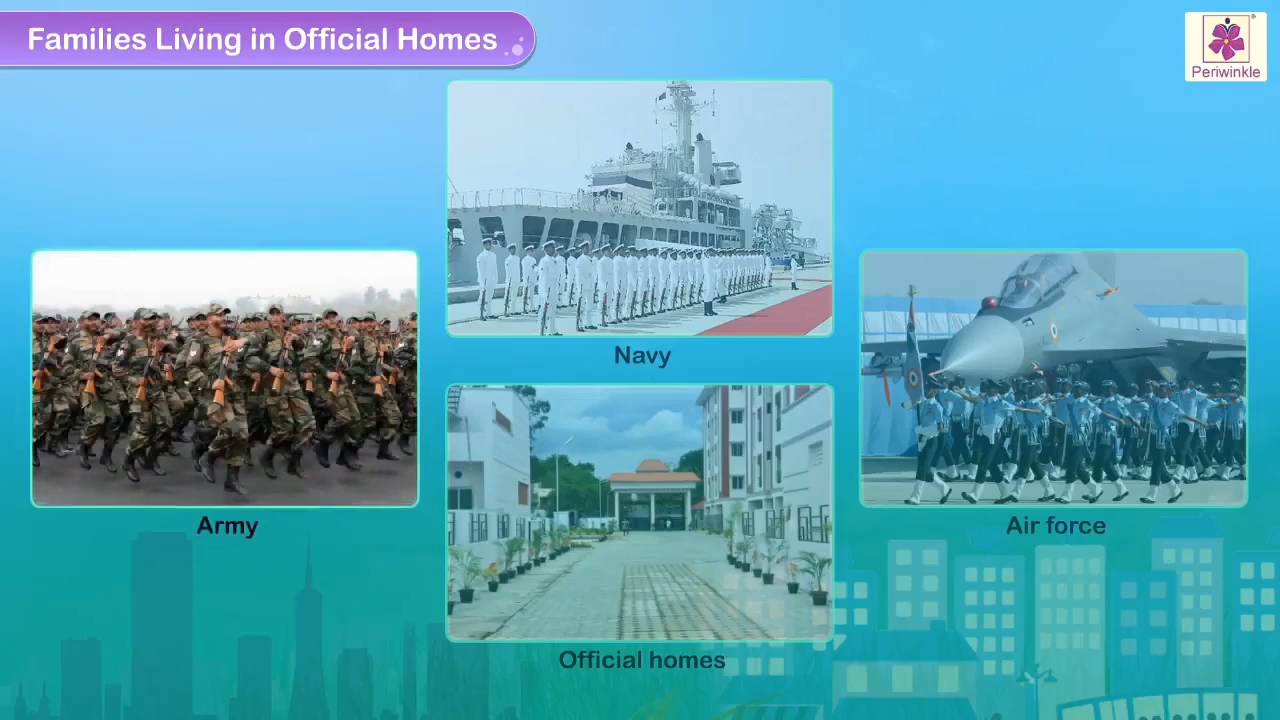 Families Living in Official Homes
Periwinkle
Navy
Army
Air force
Official homes